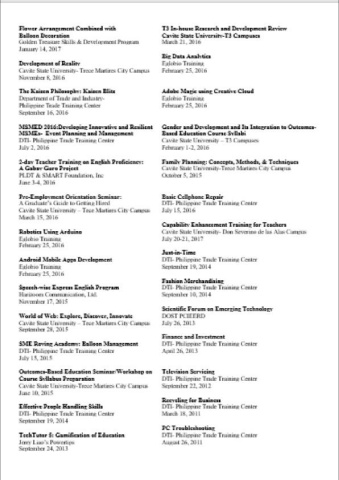 Flower Arrangement Combined with
Balloon Decoration
Golden Treasure Skills & Development Program
January 14, 2017
Development of Reality
Cavite State University- Trece Martires City Campus
November 8, 2016
The Kaizen Philosophy: Kaizen Blitz
Department of Trade and Industry-
Philippine Trade Training Center
September 16, 2016
MSMED 2016:Developing Innovative and Resilient
MSMEs- Event Planning and Management
DTI- Philippine Trade Training Center
July 2, 2016
2-day Teacher Training on English Proficiency:
A Gabay Guro Project
PLDT & SMART Foundation, Inc
June 3-4, 2016
Pre-Employment Orientation Seminar:
A Graduate's Guide to Getting Hired
Cavite State University – Trece Martires City Campus
March 15, 2016
Robotics Using Arduino
Ealofoo Training
February 25, 2016
Android Mobile Apps Development
Ealofoo Training
February 25, 2016
Speech-wise Express English Program
Harizoom Communication, Ltd.
November 17, 2015
World of Web: Explore, Discover, Innovate
Cavite State University – Trece Martires City Campus
September 28, 2015
SME Roving Academy: Balloon Management
DTI- Philippine Trade Training Center
July 15, 2015
Outcomes-Based Education Seminar/Workshop on
Course Syllabus Preparation
Cavite State University-Trece Martires City Campus
June 10, 2015
Effective People Handling Skills
DTI- Philippine Trade Training Center
September 19, 2014
TechTutor 5: Gamification of Education
Jerry Liao's Powertips
September 24, 2013
T3 In-house Research and Development Review
Cavite State University-T3 Campuses
March 21, 2016
Big Data Analytics
Ealofoo Training
February 25, 2016
Adobe Magic using Creative Cloud
Ealofoo Training
February 25, 2016
Gender and Development and Its Integration to Outcomes-
Based Education Course Syllabi
Cavite State University – T3 Campuses
February 1-2, 2016
Family Planning: Concepts, Methods, & Techniques
Cavite State University-Trece Martires City Campus
October 5, 2015
Basic Cellphone Repair
DTI- Philippine Trade Training Center
July 15, 2016
Capability Enhancement Training for Teachers
Cavite State University- Don Severino de las Alas Campus
July 20-21, 2017
Just-in-Time
DTI- Philippine Trade Training Center
September 19, 2014
Fashion Merchandising
DTI- Philippine Trade Training Center
September 10, 2014
Scientific Forum on Emerging Technology
DOST PCIEERD
July 26, 2013
Finance and Investment
DTI- Philippine Trade Training Center
April 26, 2013
Television Servicing
DTI- Philippine Trade Training Center
September 22, 2012
Recycling for Business
DTI- Philippine Trade Training Center
March 18, 2011
PC Troubleshooting
DTI- Philippine Trade Training Center
August 26, 2011